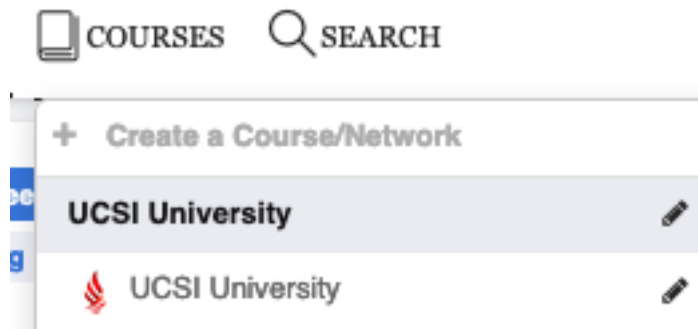 COURSES SEARCH
+ Create a Course/Network
UCSI University
g
UCSI University